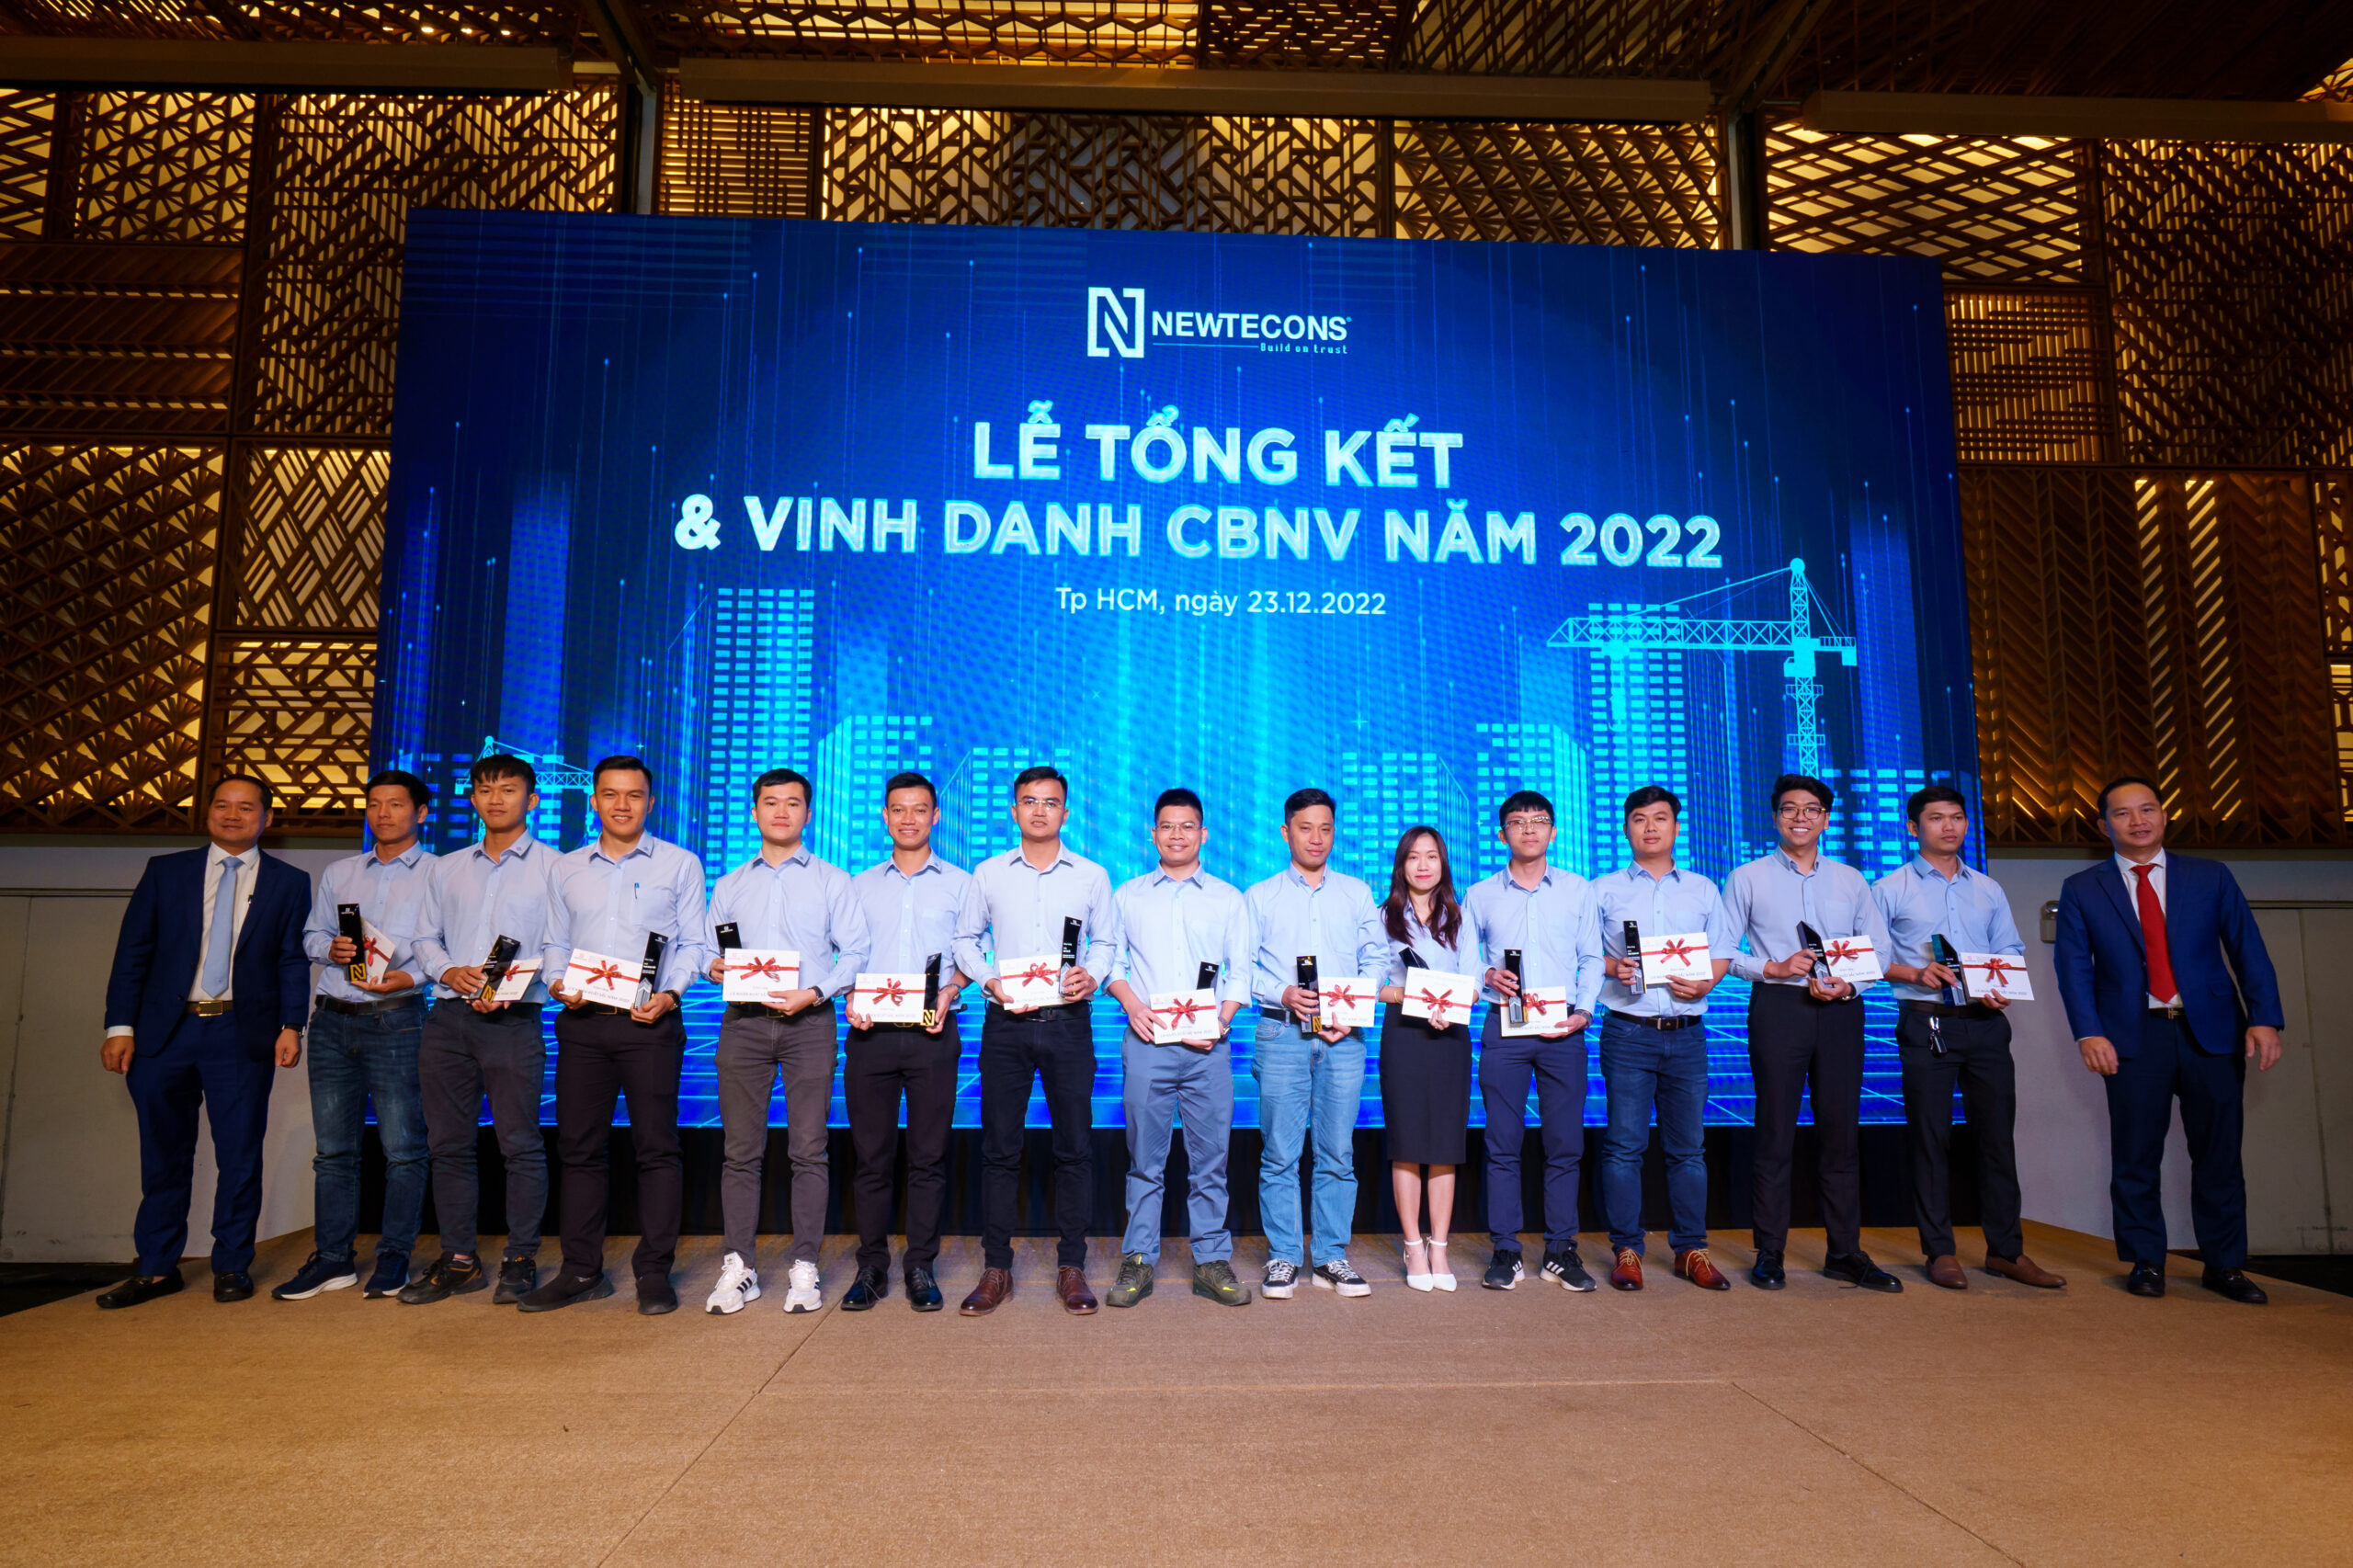 NEWTECONS®
Build on trust
LỄ TỔNG KẾT
& VINH DANH CBNV NĂM 2022
Tp HCM, ngày 23.12.2022